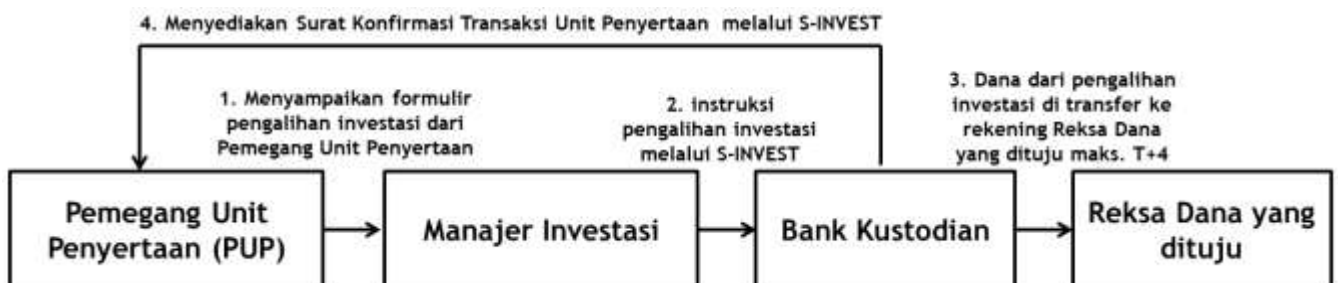 4. Menyediakan Surat Konfirmasi Transaksi Unit Penyertaan melalui S-INVEST
1. Menyampaikan formulir
pengalihan investasi dari
Pemegang Unit Penyertaan
2. instruksi
pengalihan investasi
melalui S-INVEST
3. Dana dari pengalihan
investasi di transfer ke
rekening Reksa Dana
yang dituju maks. T+4
Pemegang Unit
Penyertaan (PUP)
Manajer Investasi
Bank Kustodian
Reksa Dana yang
dituju